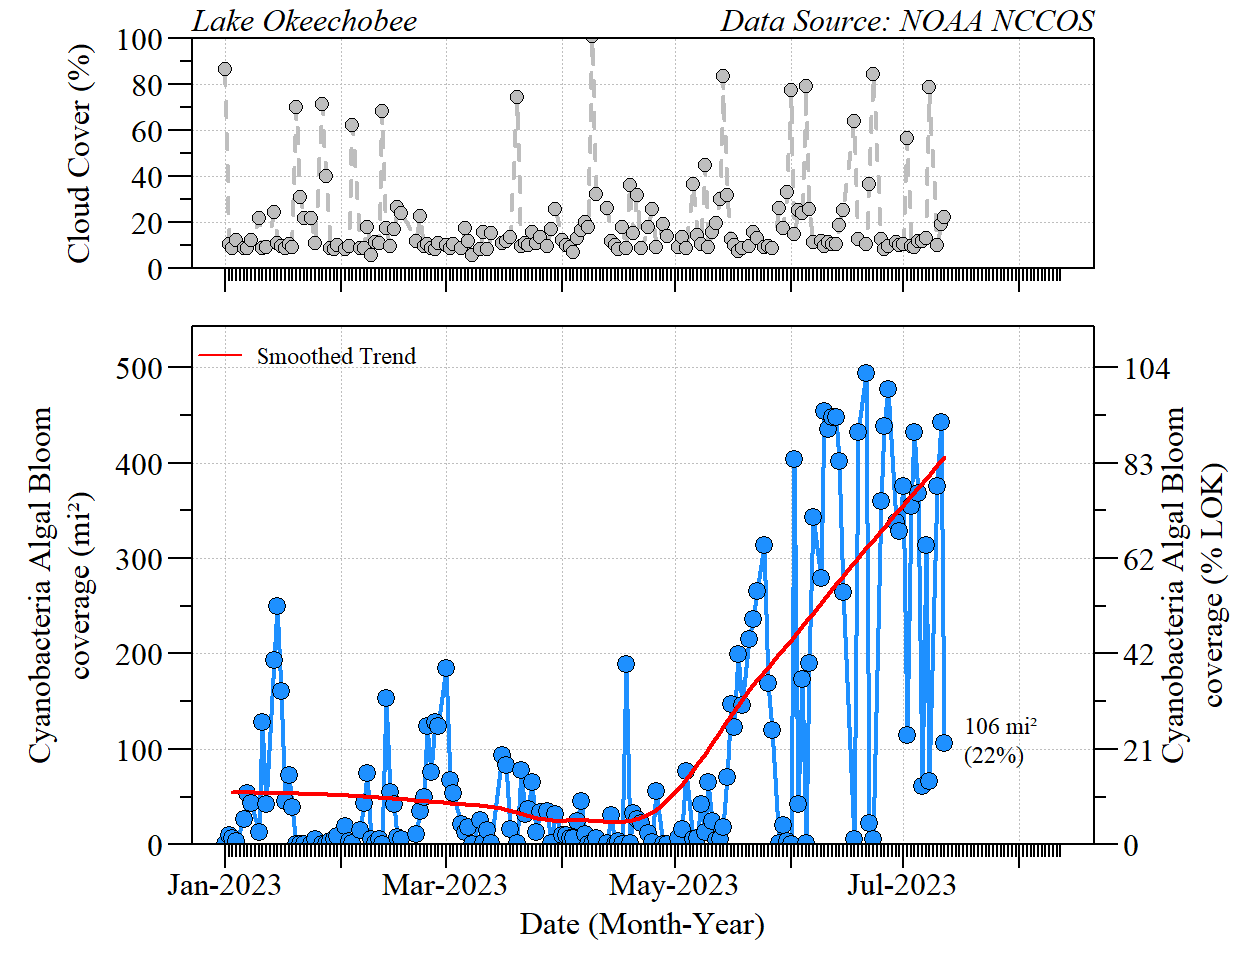 Lake Okeechobee
Data Source: NOAA NCCOS
Cloud Cover (%)
100
80
60
40
20
0
Smoothed Trend
Cyanobacteria Algal Bloom
coverage (mi²)
500
400
300
200
100
0
104
83
62
42
21
0
Cyanobacteria Algal Bloom
coverage (% LOK)
106 mi²
(22%)
Jan-2023
Mar-2023
May-2023
Jul-2023
Date (Month-Year)